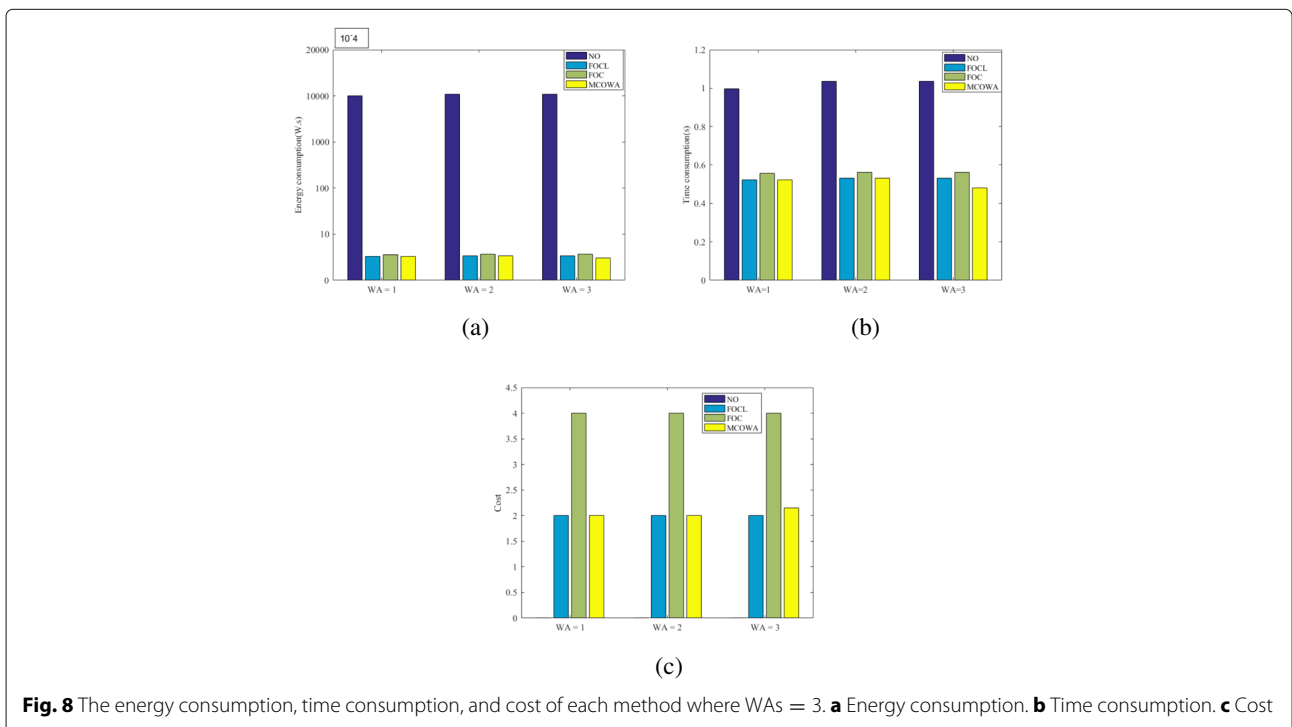 10-4
20000
10000
1000
100
10
0
Energy consumption(W.s)
NO
FOCL
FOC
MCOWA
WA = 1
WA = 2
WA = 3
(a)
1.2
1
0.8
0.6
0.4
0.2
0
Time consumption(s)
NO
FOCL
FOC
MCOWA
WA=1
WA=2
WA=3
(b)
4.5
4
3.5
3
2.5
2
1.5
1
0.5
0
Cost
NO
FOCL
FOC
MCOWA
WA = 1
WA = 2
WA = 3
(c)
Fig. 8 The energy consumption, time consumption, and cost of each method where WAs = 3. a Energy consumption. b Time consumption. c Cost